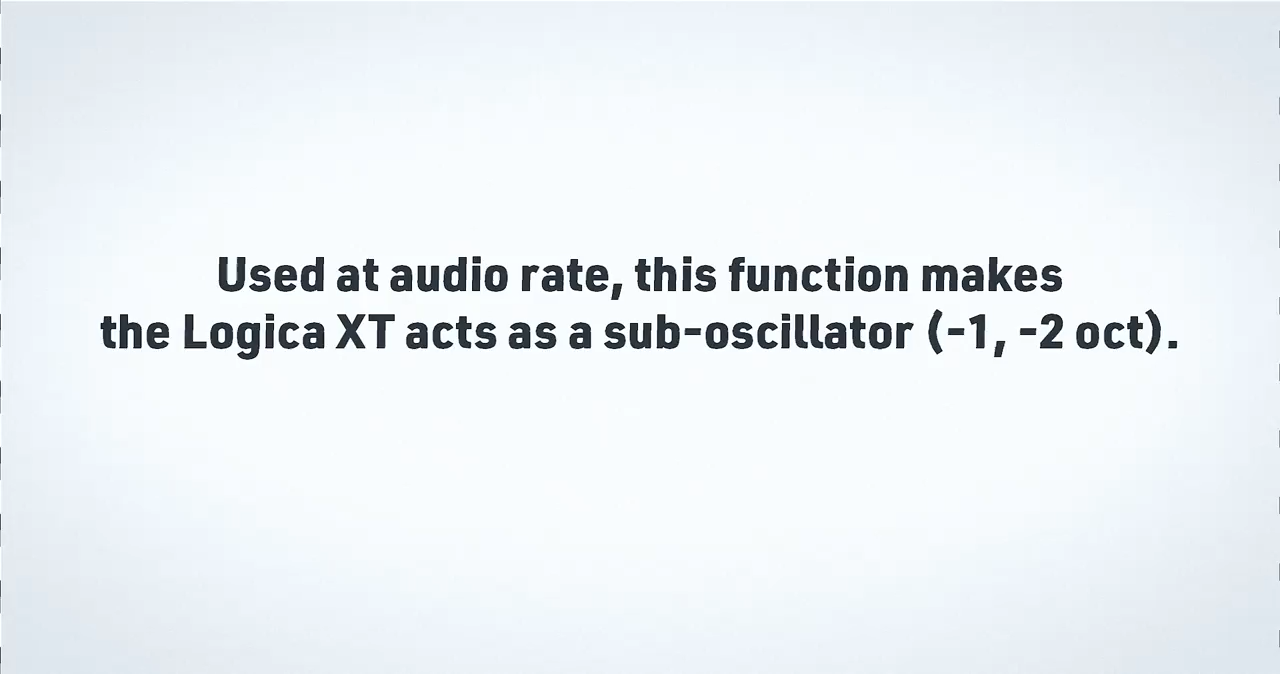 Used at audio rate, this function makes
the Logica XT acts as a sub-oscillator (-1, -2 oct).